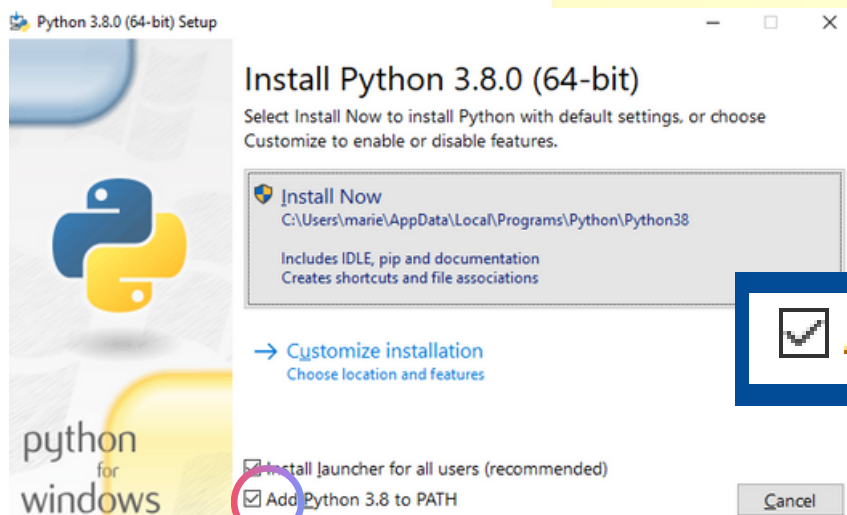 Python 3.8.0 (64-bit) Setup
Install Python 3.8.0 (64-bit)
Select Install Now to install Python with default settings, or choose
Customize to enable or disable features.
Install Now
C:\Users\marie\AppData\Local\Programs\Python\Python38
Includes IDLE, pip and documentation
Creates shortcuts and file associations
Customize installation
Choose location and features
python
for
windows
Install launcher for all users (recommended)
Add Python 3.8 to PATH
Cancel